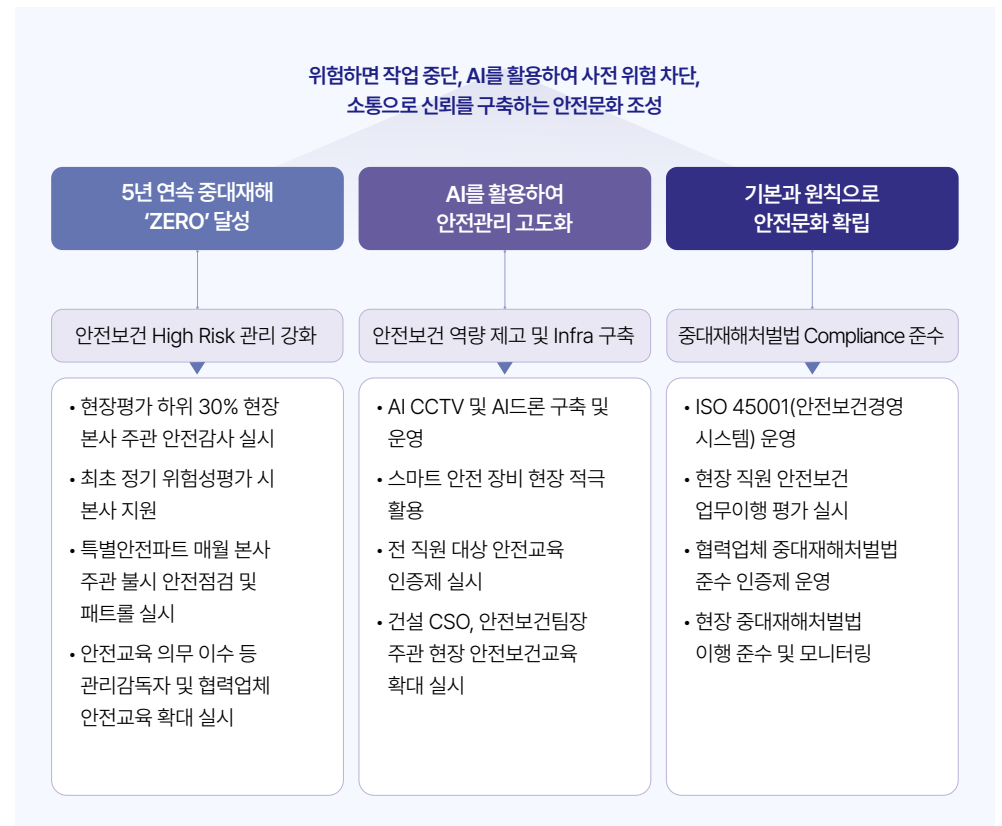 위험하면 작업 중단, AI를 활용하여 사전 위험 차단,
소통으로 신뢰를 구축하는 안전문화 조성
5년 연속 중대재해
‘ZERO’ 달성
안전보건 High Risk 관리 강화
• 현장평가 하위 30% 현장
본사 주관 안전감사 실시
• 최초 정기 위험성평가 시
본사 지원
• 특별안전파트 매월 본사
주관 불시 안전점검 및
패트롤 실시
• 안전교육 의무 이수 등
관리감독자 및 협력업체
안전교육 확대 실시
AI를 활용하여
안전관리 고도화
안전보건 역량 제고 및 Infra 구축
• AI CCTV 및 AI드론 구축 및
운영
• 스마트 안전 장비 현장 적극
활용
• 전 직원 대상 안전교육
인증제 실시
• 건설 CSO, 안전보건팀장
주관 현장 안전보건교육
확대 실시
기본과 원칙으로
안전문화 확립
중대재해처벌법 Compliance 준수
• ISO 45001(안전보건경영
시스템) 운영
• 현장 직원 안전보건
업무이행 평가 실시
• 협력업체 중대재해처벌법
준수 인증제 운영
• 현장 중대재해처벌법
이행 준수 및 모니터링